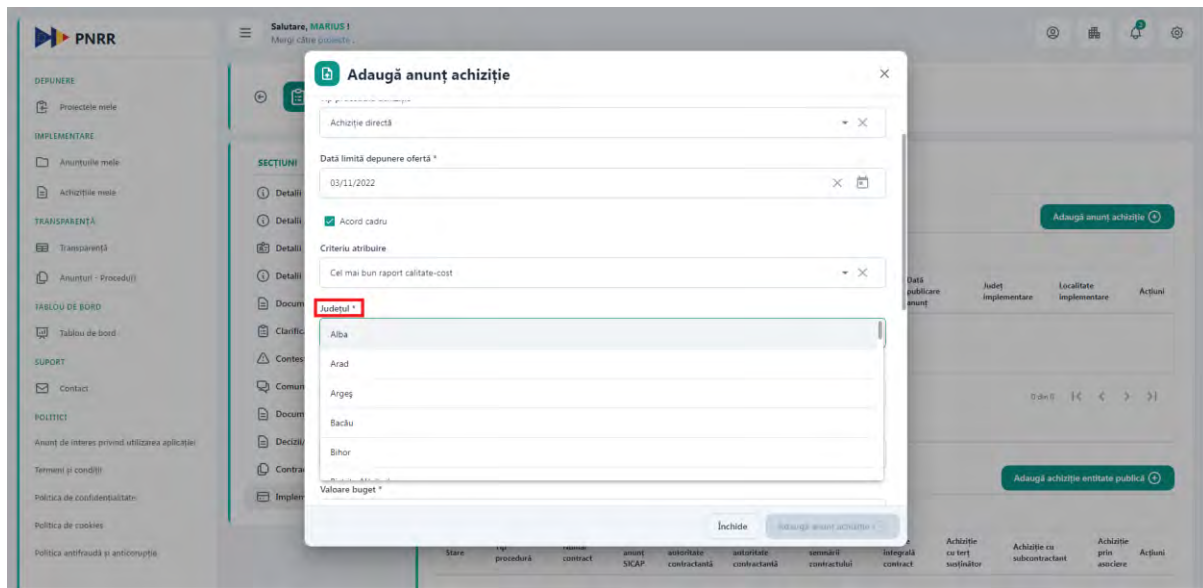 PNRR
Salutare, MARIUS !
Mergi către proiecte .
DEPUNERE
Proiectele mele
IMPLEMENTARE
Anunțurile mele
Achizițiile mele
TRANSPARENȚĂ
Transparență
Anunțuri - Proceduri
TABLOU DE BORD
Tablou de bord
SUPORT
Contact
POLITICI
Anunț de interes privind utilizarea aplicației
Termeni și condiții
Politica de confidențialitate
Politica de cookies
Politica antifraudă și anticorupție
SECȚIUNI
Detalii
Detalii
Detalii
Detalii
Docum
Clarific
Contes
Comun
Docum
Decizii/
Contra
Implem
Adaugă anunț achiziție
Achiziție directă
Dată limită depunere ofertă *
03/11/2022
Acord cadru
Criteriu atribuire
Cel mai bun raport calitate-cost
Județul *
Alba
Arad
Argeş
Bacău
Bihor
Valoare buget *
Închide
Adaugă anunț achiziție
Adaugă anunț achiziție
Dată publicare anunț
Județ implementare
Localitate implementare
Acțiuni
0 de 0
Adaugă achiziție entitate publică
Stare
Tip procedură
contract
anunț SICAP
autoritate contractantă
autoritate contractantă
semnării contractului
integrală contract
Achiziție cu terț susținător
Achiziție cu subcontractant
Achiziție prin asociere
Acțiuni